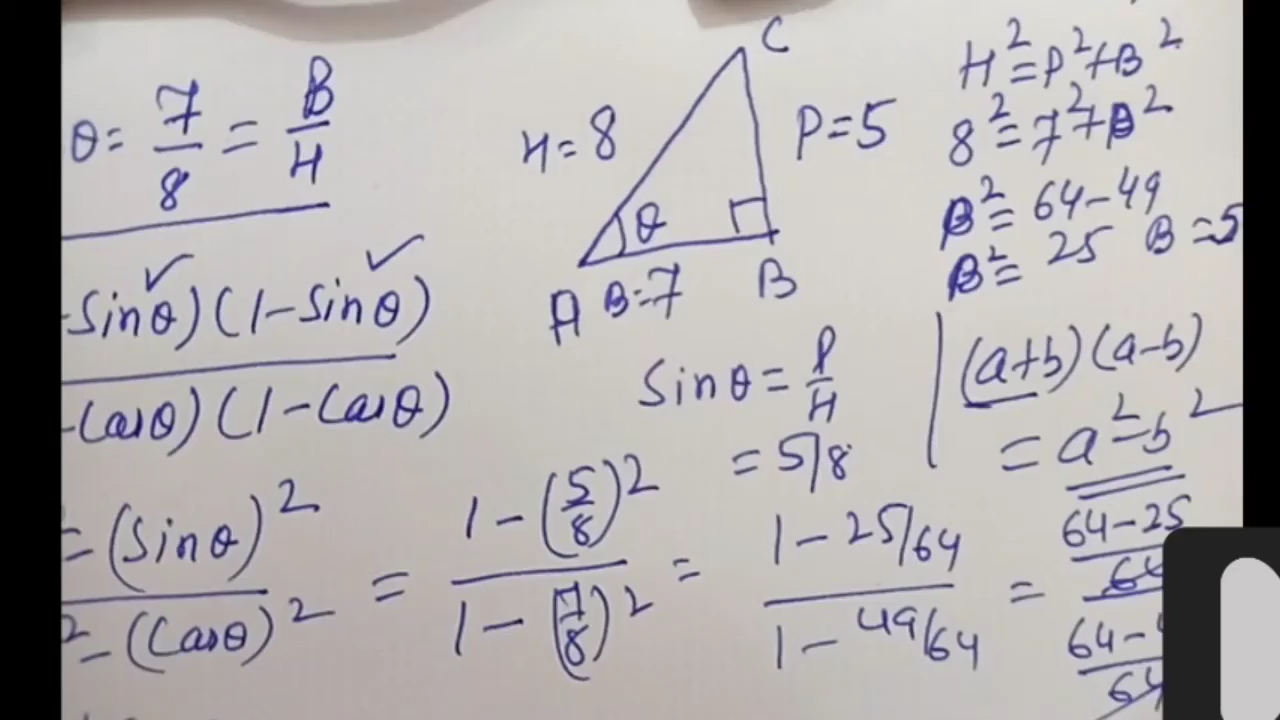 θ = 7/8 = B/H
C
H = 8
P = 5
θ
A B = 7 B
H² = P² + B²
8² = 7² + B²
B² = 64 - 49
B² = 25 B = 5
-Sinθ) (1 - Sinθ)
-Cosθ) (1 - Cosθ)
Sinθ = P/H
= 5/8
(a+b) (a-b)
= a² - b²
= (Sinθ)² / ² - (Cosθ)² = 1 - (5/8)² / 1 - (7/8)² = 1 - 25/64 / 1 - 49/64 = 64 - 25 / 64 / 64 - / 64